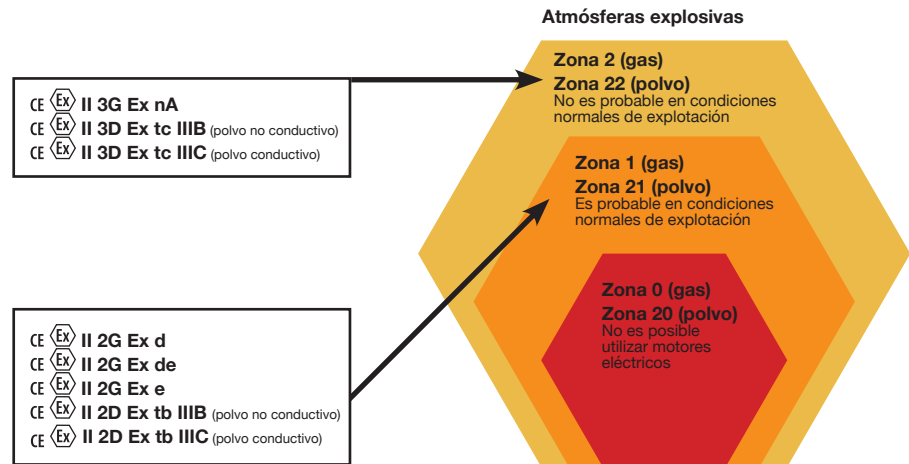 Atmósferas explosivas
CE Ex II 3G Ex nA
CE Ex II 3D Ex tc IIIB (polvo no conductivo)
CE Ex II 3D Ex tc IIIC (polvo conductivo)
Zona 2 (gas)
Zona 22 (polvo)
No es probable en condiciones
normales de explotación
Zona 1 (gas)
Zona 21 (polvo)
Es probable en condiciones
normales de explotación
Zona 0 (gas)
Zona 20 (polvo)
No es posible
utilizar motores
eléctricos
CE Ex II 2G Ex d
CE Ex II 2G Ex de
CE Ex II 2G Ex e
CE Ex II 2D Ex tb IIIB (polvo no conductivo)
CE Ex II 2D Ex tb IIIC (polvo conductivo)